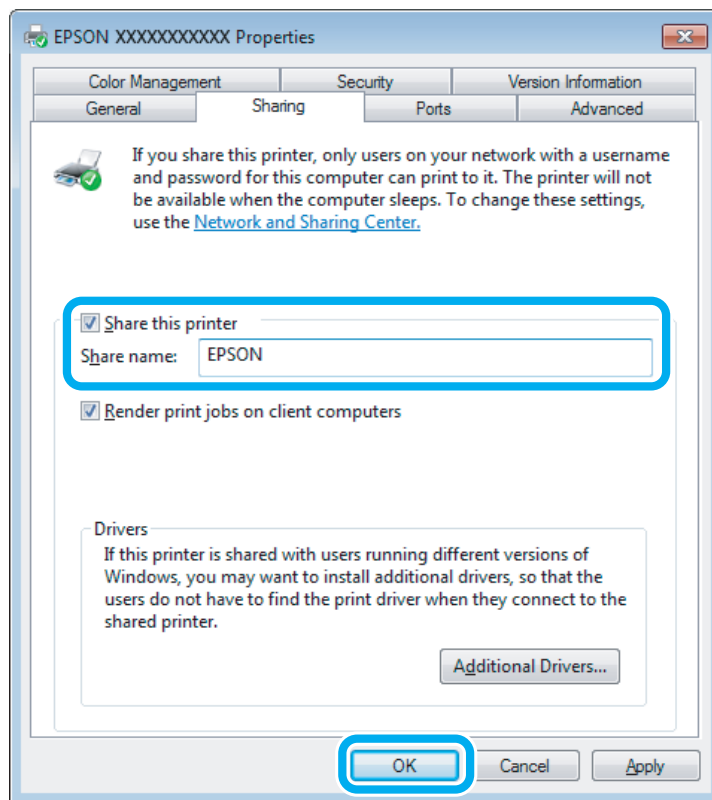 EPSON XXXXXXXXXXX Properties
Color Management Security Version Information
General Sharing Ports Advanced
If you share this printer, only users on your network with a username
and password for this computer can print to it. The printer will not
be available when the computer sleeps. To change these settings,
use the Network and Sharing Center.
Share this printer
Share name: EPSON
Render print jobs on client computers
Drivers
If this printer is shared with users running different versions of
Windows, you may want to install additional drivers, so that the
users do not have to find the print driver when they connect to the
shared printer.
Additional Drivers...
OK Cancel Apply